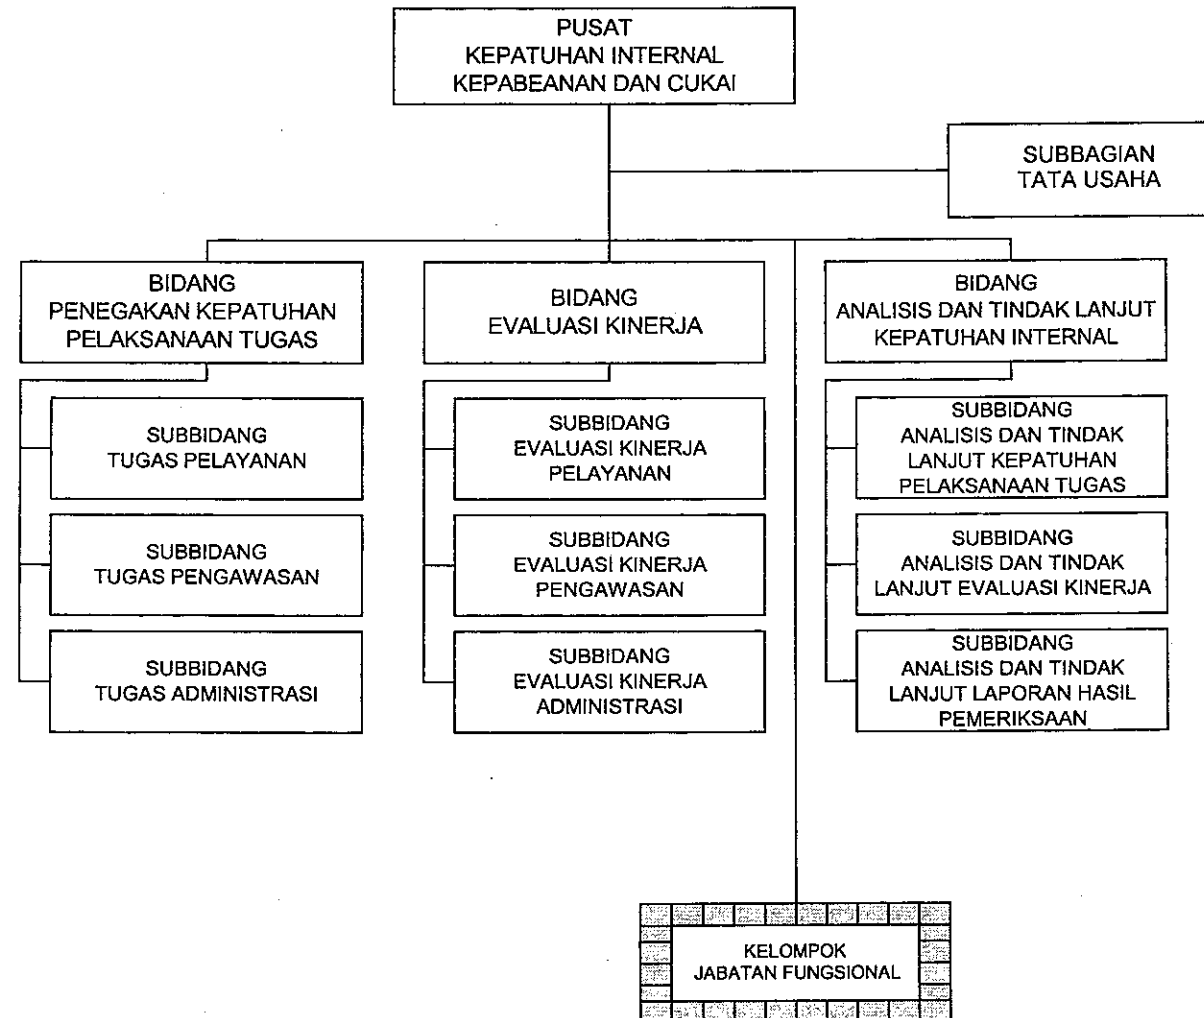 PUSAT
KEPATUHAN INTERNAL
KEPABEANAN DAN CUKAI
SUBBAGIAN
TATA USAHA
BIDANG
PENEGAKAN KEPATUHAN
PELAKSANAAN TUGAS
SUBBIDANG
TUGAS PELAYANAN
SUBBIDANG
TUGAS PENGAWASAN
SUBBIDANG
TUGAS ADMINISTRASI
BIDANG
EVALUASI KINERJA
SUBBIDANG
EVALUASI KINERJA
PELAYANAN
SUBBIDANG
EVALUASI KINERJA
PENGAWASAN
SUBBIDANG
EVALUASI KINERJA
ADMINISTRASI
BIDANG
ANALISIS DAN TINDAK LANJUT
KEPATUHAN INTERNAL
SUBBIDANG
ANALISIS DAN TINDAK
LANJUT KEPATUHAN
PELAKSANAAN TUGAS
SUBBIDANG
ANALISIS DAN TINDAK
LANJUT EVALUASI KINERJA
SUBBIDANG
ANALISIS DAN TINDAK
LANJUT LAPORAN HASIL
PEMERIKSAAN
KELOMPOK
JABATAN FUNGSIONAL